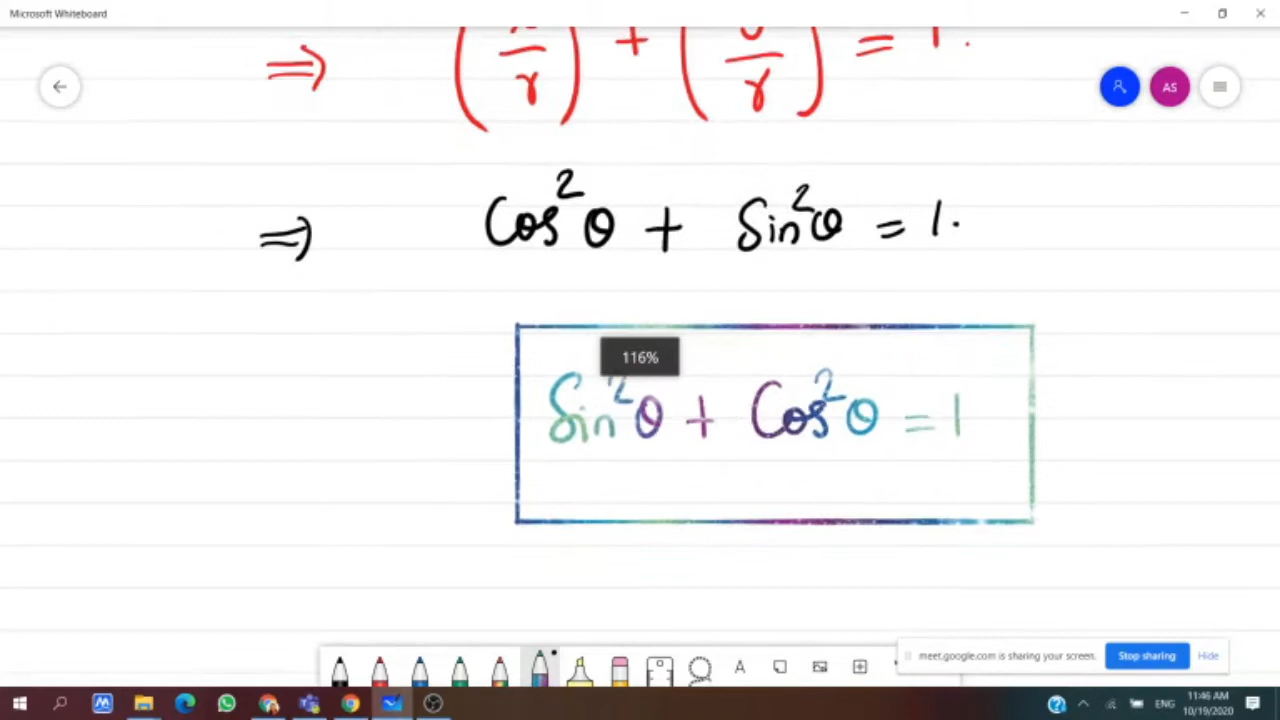 Microsoft Whiteboard
⇒ (x/r) + (/r) = 1.
AS
⇒ Cos²θ + Sin²θ = 1.
116%
Sin²θ + Cos²θ = 1
meet.google.com is sharing your screen. Stop sharing Hide
A
ENG
11:46 AM
10/19/2020